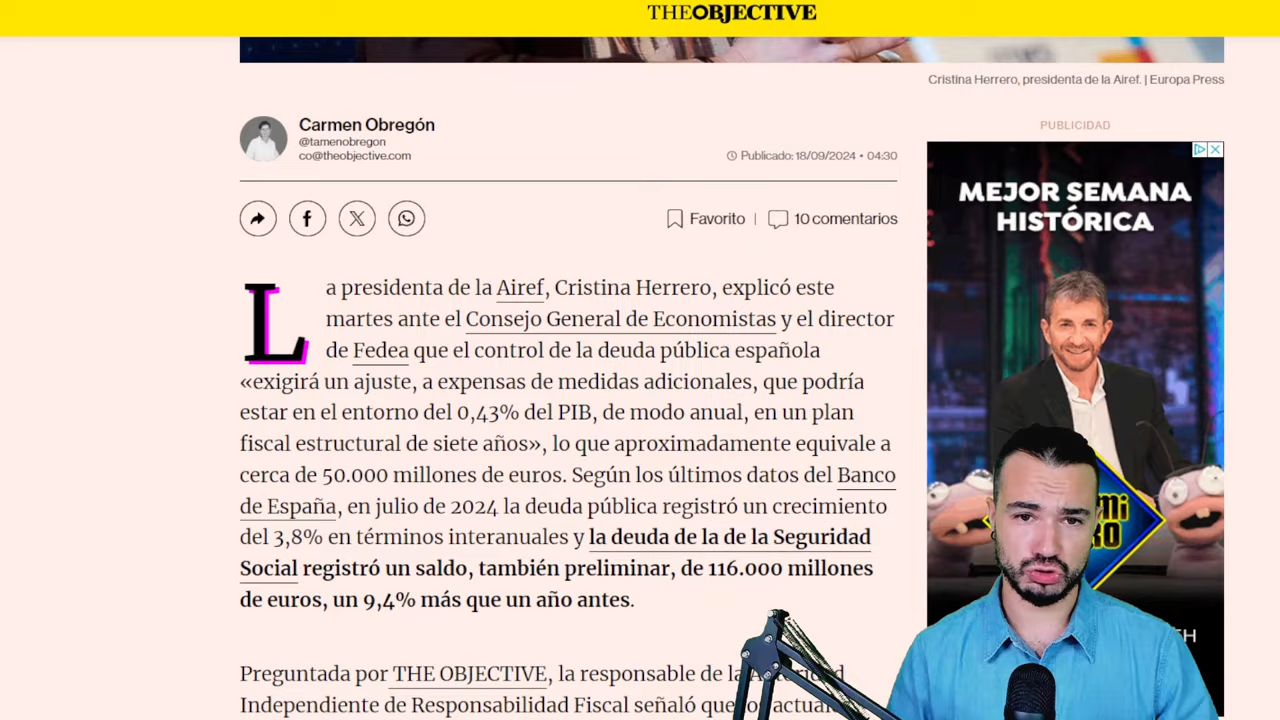 THEOBJECTIVE
Cristina Herrero, presidenta de la Airef. | Europa Press
Carmen Obregón
@tamenobregon
co@theobjective.com
Publicado: 18/09/2024 • 04:30
Favorito
10 comentarios
La presidenta de la Airef, Cristina Herrero, explicó este
martes ante el Consejo General de Economistas y el director
de Fedea que el control de la deuda pública española
«exigirá un ajuste, a expensas de medidas adicionales, que podría
estar en el entorno del 0,43% del PIB, de modo anual, en un plan
fiscal estructural de siete años», lo que aproximadamente equivale a
cerca de 50.000 millones de euros. Según los últimos datos del Banco
de España, en julio de 2024 la deuda pública registró un crecimiento
del 3,8% en términos interanuales y la deuda de la de la Seguridad
Social registró un saldo, también preliminar, de 116.000 millones
de euros, un 9,4% más que un año antes.
Preguntada por THE OBJECTIVE, la responsable de la
Independiente de Responsabilidad Fiscal señaló que
PUBLICIDAD
MEJOR SEMANA
HISTÓRICA